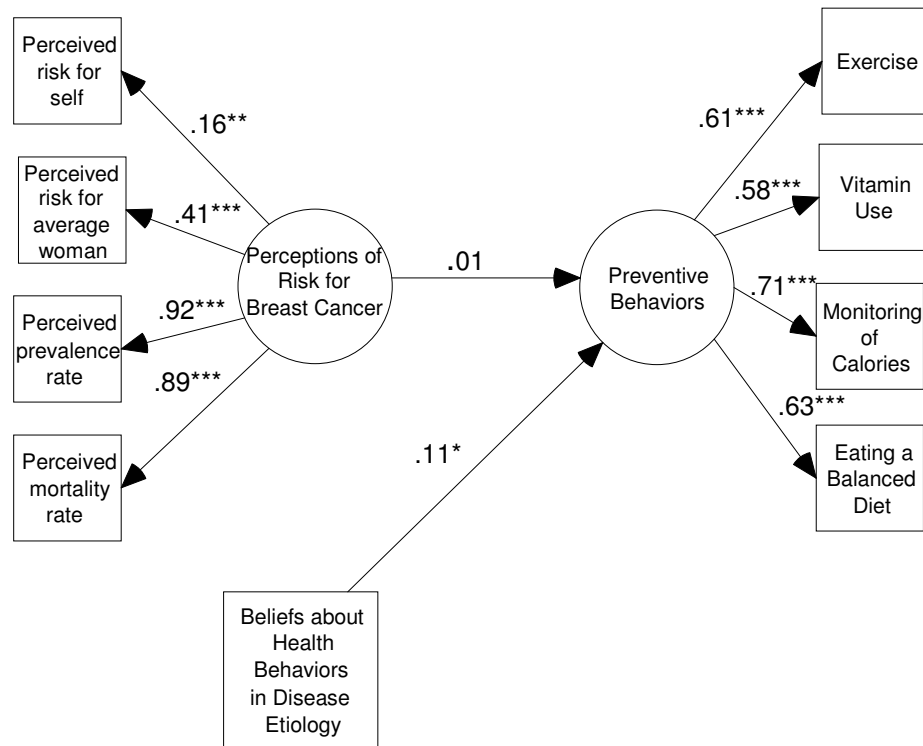 Perceived
risk for
self
.16**
Perceived
risk for
average
woman
.41***
Perceived
prevalence
rate
.92***
Perceived
mortality
rate
.89***
Perceptions of
Risk for
Breast Cancer
.01
Preventive
Behaviors
.61***
Exercise
.58***
Vitamin
Use
.71***
Monitoring
of
Calories
.63***
Eating a
Balanced
Diet
.11*
Beliefs about
Health
Behaviors
in Disease
Etiology